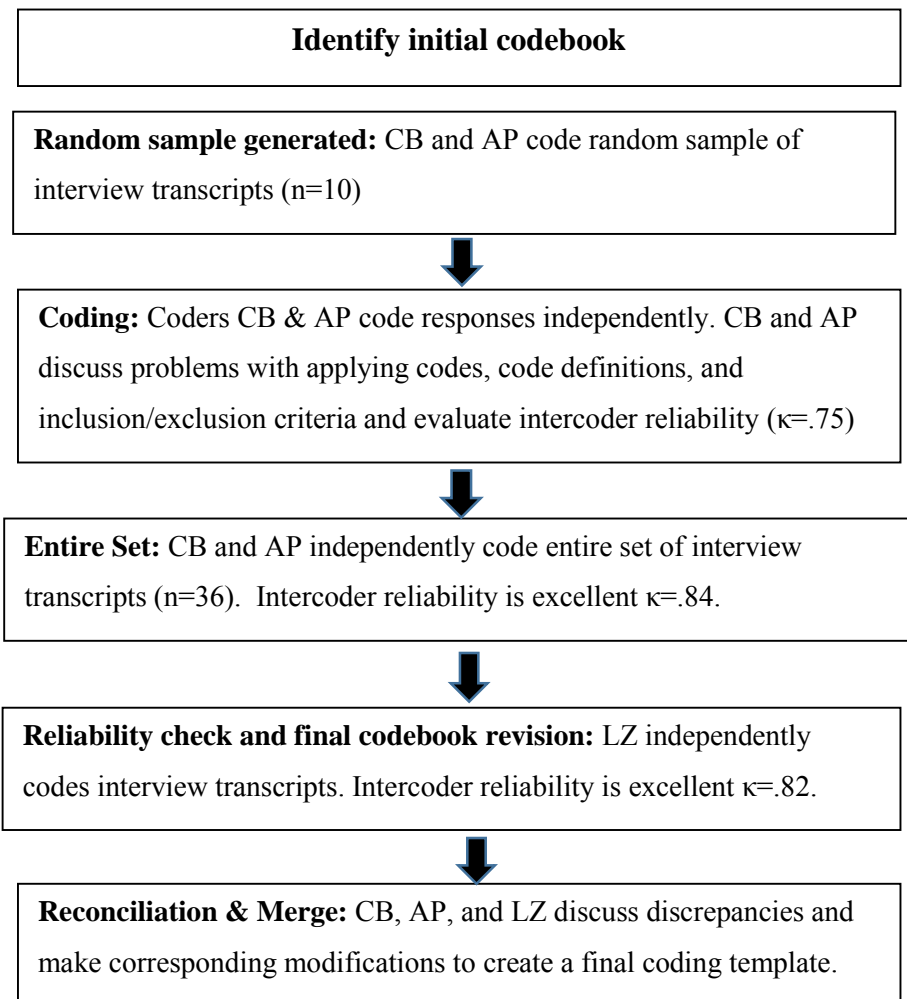 Identify initial codebook
Random sample generated: CB and AP code random sample of
interview transcripts (n=10)
Coding: Coders CB & AP code responses independently. CB and AP
discuss problems with applying codes, code definitions, and
inclusion/exclusion criteria and evaluate intercoder reliability (κ=.75)
Entire Set: CB and AP independently code entire set of interview
transcripts (n=36).  Intercoder reliability is excellent κ=.84.
Reliability check and final codebook revision: LZ independently
codes interview transcripts. Intercoder reliability is excellent κ=.82.
Reconciliation & Merge: CB, AP, and LZ discuss discrepancies and
make corresponding modifications to create a final coding template.